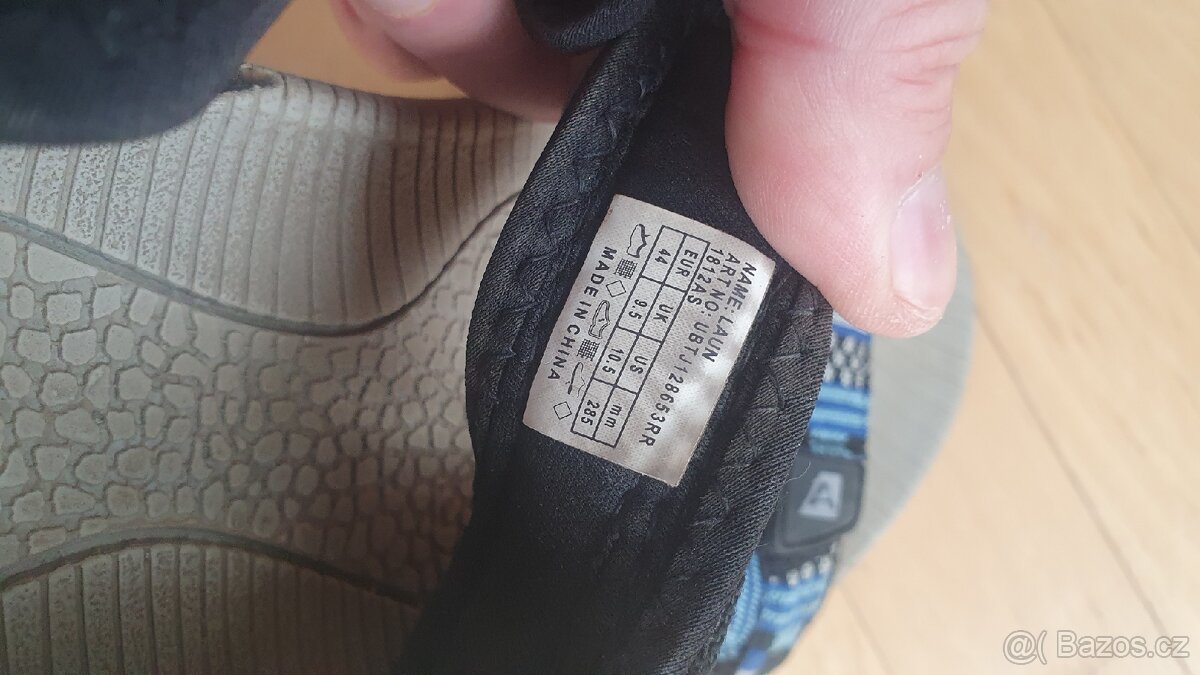 NAME: LAUN
ART.NO: UBTJ128653RR
1812AS
EUR UK US mm
44 9.5 10.5 285
MADE IN CHINA
@( Bazos.cz